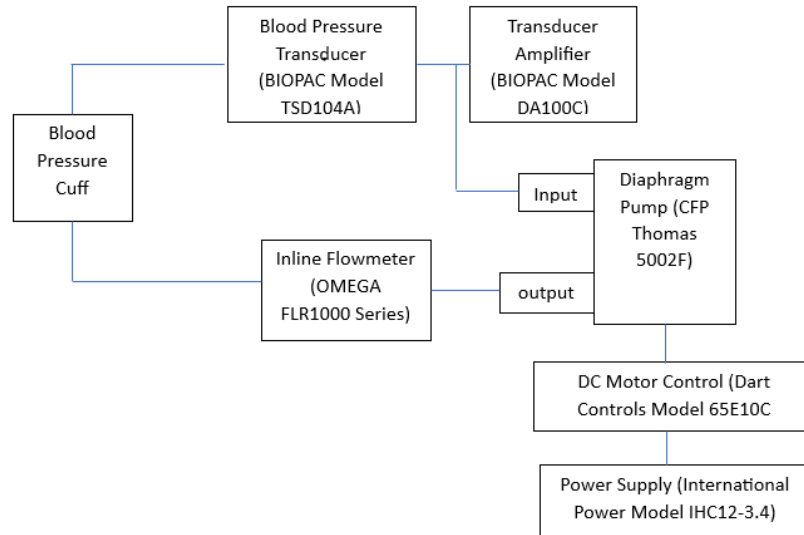 Blood Pressure
Transducer
(BIOPAC Model
TSD104A)
Transducer
Amplifier
(BIOPAC Model
DA100C)
Blood
Pressure
Cuff
Input
Diaphragm
Pump (CFP
Thomas
5002F)
Inline Flowmeter
(OMEGA
FLR1000 Series)
output
DC Motor Control (Dart
Controls Model 65E10C
Power Supply (International
Power Model IHC12-3.4)